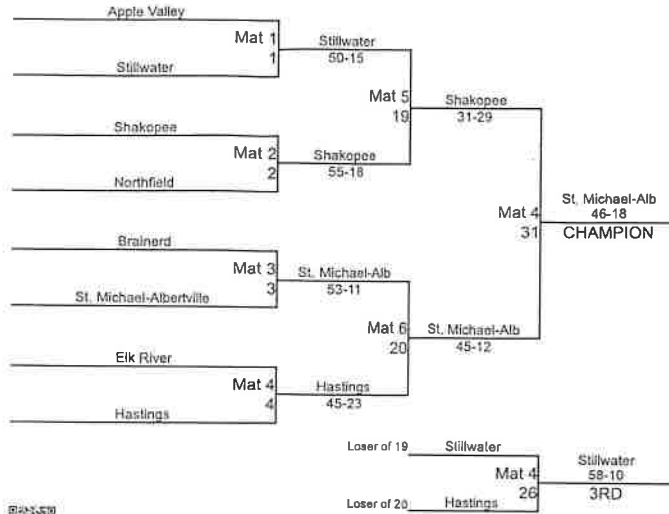 Apple Valley
Mat 1
1
Stillwater
Stillwater
50-15
Mat 5
19
Shakopee
31-29
Shakopee
Mat 2
2
Shakopee
55-18
Northfield
Mat 4
31
St. Michael-Alb
46-18
CHAMPION
Brainerd
Mat 3
3
St. Michael-Alb
53-11
St. Michael-Albertville
Mat 6
20
St. Michael-Alb
45-12
Elk River
Mat 4
4
Hastings
45-23
Hastings
Loser of 19
Stillwater
Mat 4
26
Stillwater
58-10
3RD
Loser of 20
Hastings